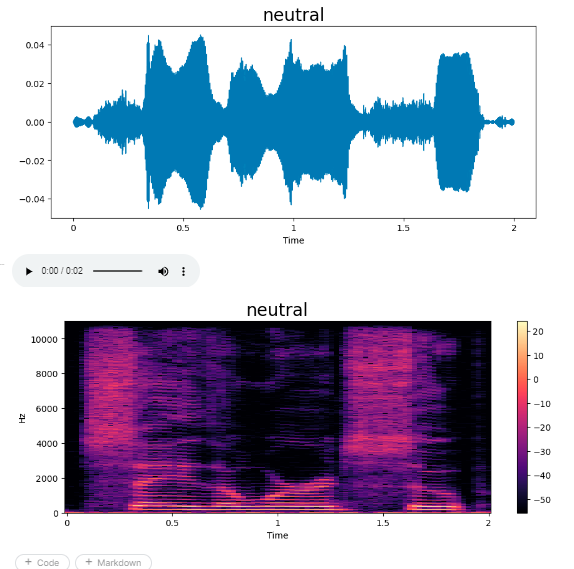 neutral
0.04
0.02
0.00
−0.02
−0.04
0 0.5 1 1.5 2
Time
0:00 / 0:02
neutral
10000
8000
6000
4000
2000
0
Hz
0 0.5 1 1.5 2
Time
20
10
0
−10
−20
−30
−40
−50
+ Code + Markdown